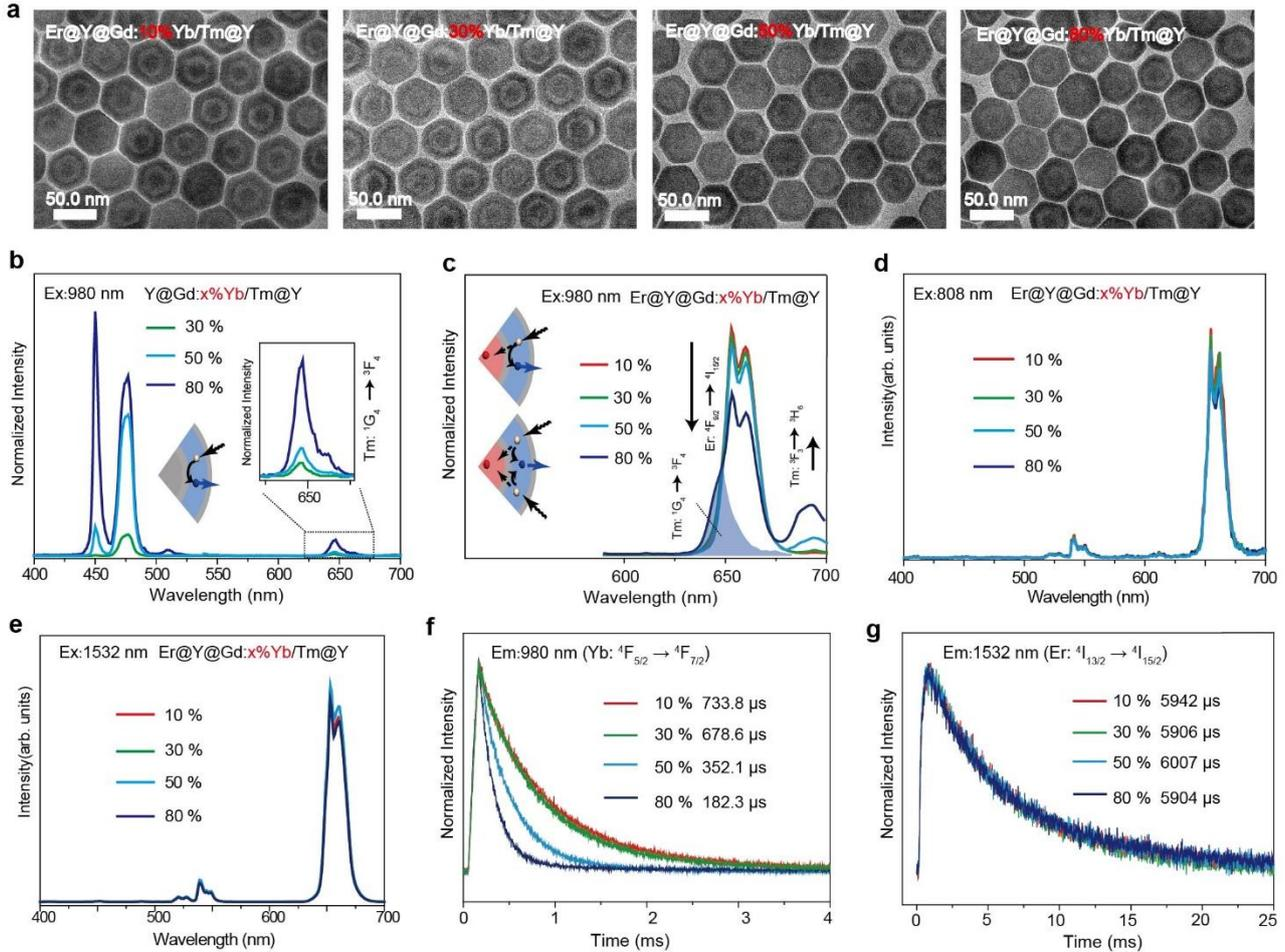 a
Er@Y@Gd:10%Yb/Tm@Y
50.0 nm
Er@Y@Gd:30%Yb/Tm@Y
50.0 nm
Er@Y@Gd:50%Yb/Tm@Y
50.0 nm
Er@Y@Gd:80%Yb/Tm@Y
50.0 nm
b
Ex:980 nm Y@Gd:x%Yb/Tm@Y
30 %
50 %
80 %
Normalized Intensity
650
Tm: ¹G₄ → ³F₄
Normalized Intensity
400 450 500 550 600 650 700
Wavelength (nm)
c
Ex:980 nm Er@Y@Gd:x%Yb/Tm@Y
10 %
30 %
50 %
80 %
Tm: ¹G₄ → ³F₄
Er: ⁴F₉/₂ → ⁴I₁₅/₂
Tm: ³F₃ → ³H₆
Normalized Intensity
600 650 700
Wavelength (nm)
d
Ex:808 nm Er@Y@Gd:x%Yb/Tm@Y
10 %
30 %
50 %
80 %
Intensity(arb. units)
400 500 600 700
Wavelength (nm)
e
Ex:1532 nm Er@Y@Gd:x%Yb/Tm@Y
10 %
30 %
50 %
80 %
Intensity(arb. units)
400 500 600 700
Wavelength (nm)
f
Em:980 nm (Yb: ⁴F₅/₂ → ⁴F₇/₂)
10 % 733.8 µs
30 % 678.6 µs
50 % 352.1 µs
80 % 182.3 µs
Normalized Intensity
0 1 2 3 4
Time (ms)
g
Em:1532 nm (Er: ⁴I₁₃/₂ → ⁴I₁₅/₂)
10 % 5942 µs
30 % 5906 µs
50 % 6007 µs
80 % 5904 µs
Normalized Intensity
0 5 10 15 20 25
Time (ms)